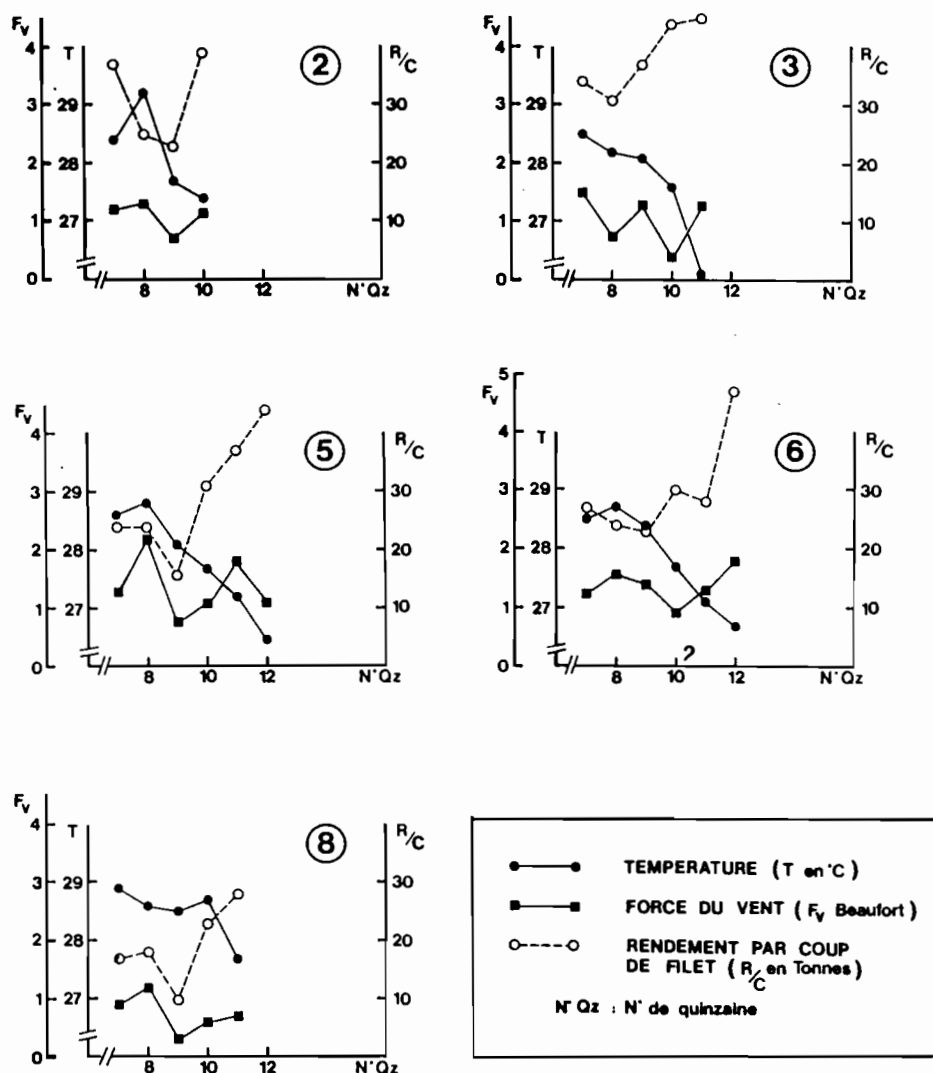 Fv T ② R/C
4
3 29 30
2 28 20
1 27 10
0 8 10 12 N°Qz
Fv T ③ R/C
4
3 29 30
2 28 20
1 27 10
0 8 10 12 N°Qz
Fv T ⑤ R/C
4
3 29 30
2 28 20
1 27 10
0 8 10 12 N°Qz
5
Fv T ⑥ R/C
4
3 29 30
2 28 20
1 27 10
0 8 10 ? 12 N°Qz
Fv T ⑧ R/C
4
3 29 30
2 28 20
1 27 10
0 8 10 12 N°Qz
TEMPÉRATURE (T en °C)
FORCE DU VENT (Fv Beaufort)
RENDEMENT PAR COUP
DE FILET (R/C en Tonnes)
N° Qz : N° de quinzaine